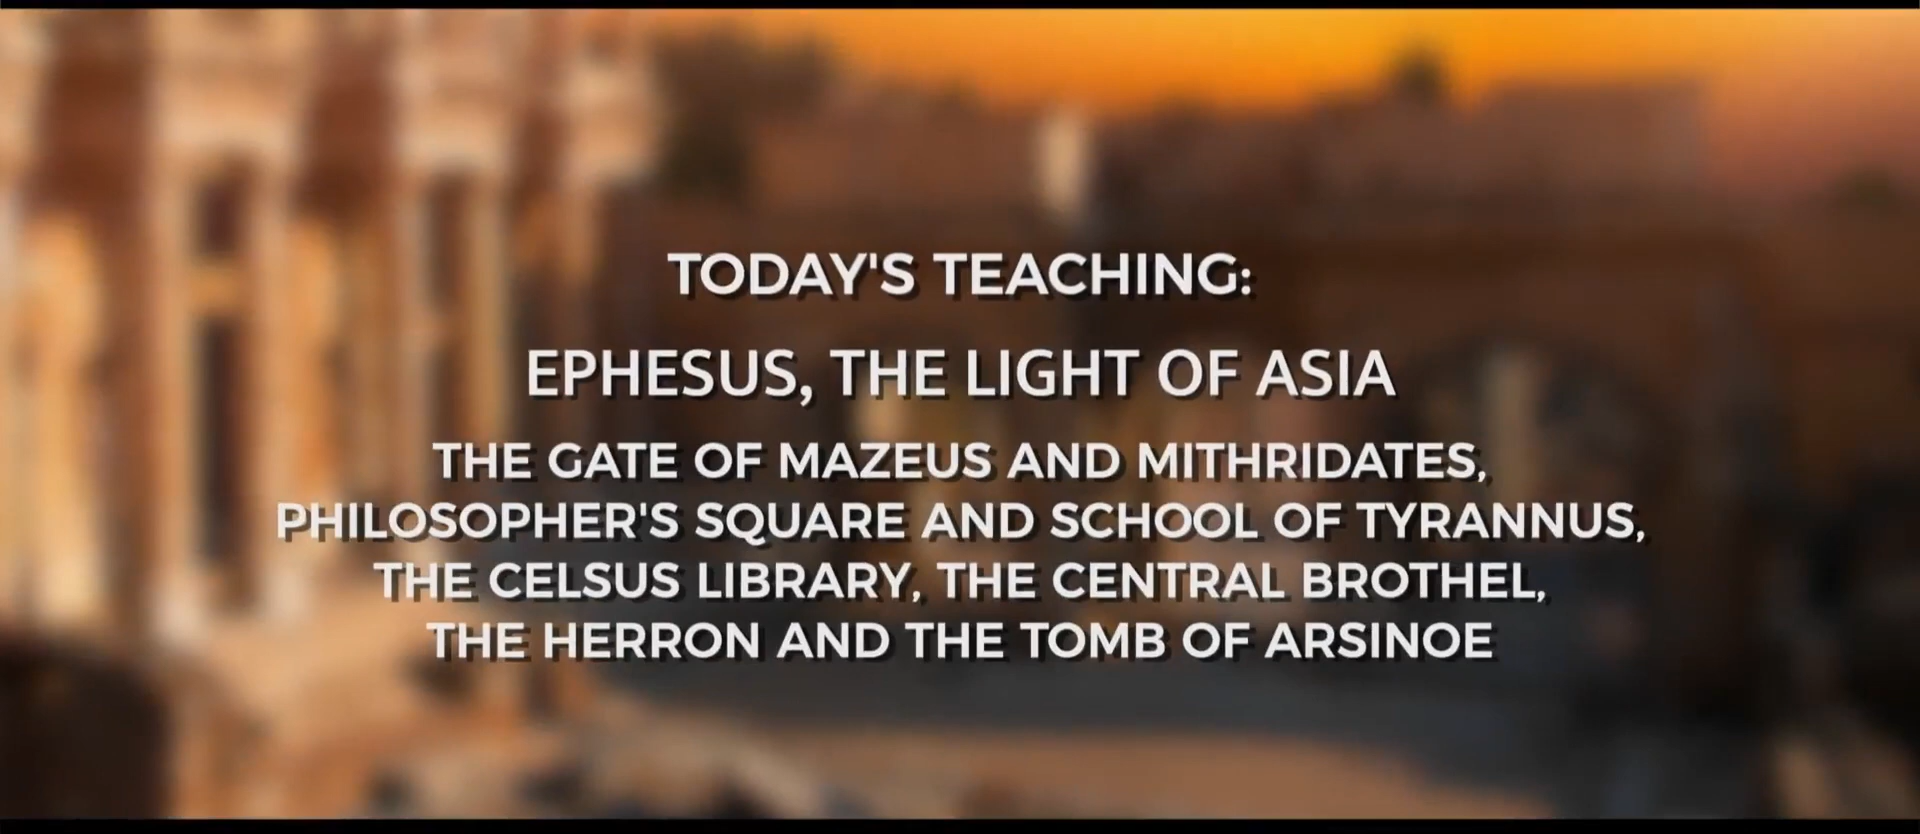 TODAY'S TEACHING:
EPHESUS, THE LIGHT OF ASIA
THE GATE OF MAZEUS AND MITHRIDATES,
PHILOSOPHER'S SQUARE AND SCHOOL OF TYRANNUS,
THE CELSUS LIBRARY, THE CENTRAL BROTHEL,
THE HERRON AND THE TOMB OF ARSINOE